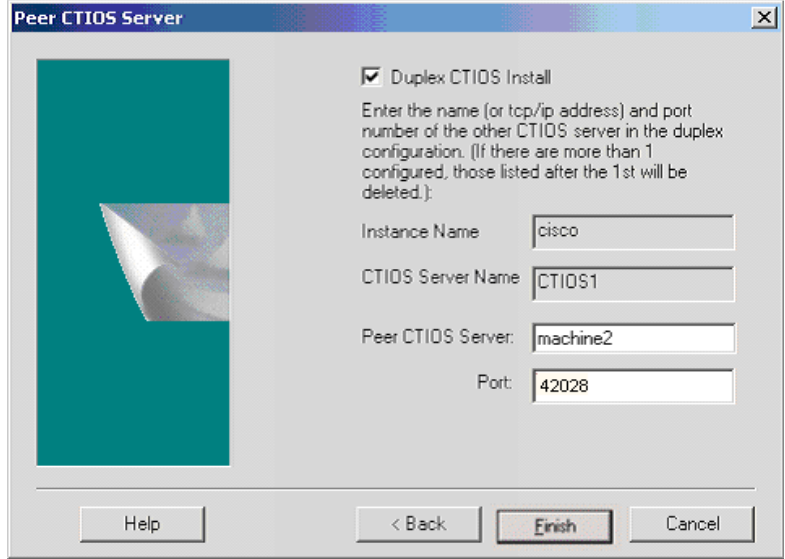 Peer CTIOS Server
Duplex CTIOS Install
Enter the name (or tcp/ip address) and port
number of the other CTIOS server in the duplex
configuration. (If there are more than 1
configured, those listed after the 1st will be
deleted.):
Instance Name cisco
CTIOS Server Name CTIOS1
Peer CTIOS Server: machine2
Port: 42028
Help < Back Finish Cancel